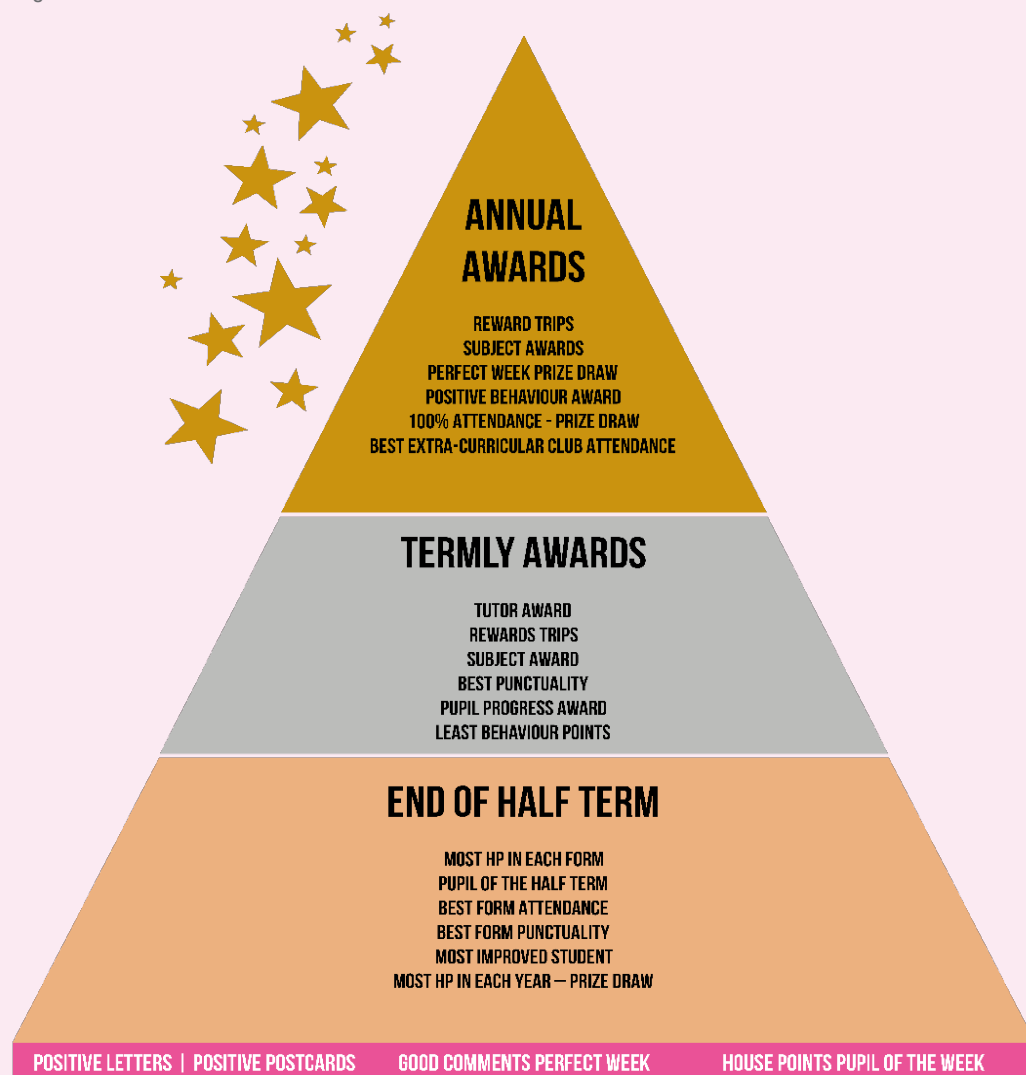 ANNUAL
AWARDS
REWARD TRIPS
SUBJECT AWARDS
PERFECT WEEK PRIZE DRAW
POSITIVE BEHAVIOUR AWARD
100% ATTENDANCE - PRIZE DRAW
BEST EXTRA-CURRICULAR CLUB ATTENDANCE
TERMLY AWARDS
TUTOR AWARD
REWARDS TRIPS
SUBJECT AWARD
BEST PUNCTUALITY
PUPIL PROGRESS AWARD
LEAST BEHAVIOUR POINTS
END OF HALF TERM
MOST HP IN EACH FORM
PUPIL OF THE HALF TERM
BEST FORM ATTENDANCE
BEST FORM PUNCTUALITY
MOST IMPROVED STUDENT
MOST HP IN EACH YEAR – PRIZE DRAW
POSITIVE LETTERS | POSITIVE POSTCARDS GOOD COMMENTS PERFECT WEEK HOUSE POINTS PUPIL OF THE WEEK